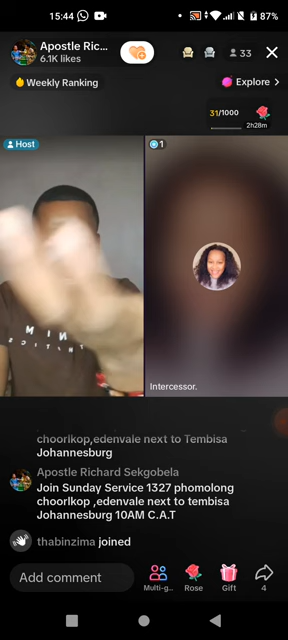 15:44
87%
Apostle Ric...
6.1K likes
33
Weekly Ranking
Explore
31/1000
2h28m
Host
1
Intercessor.
choorlkop,edenvale next to Tembisa
Johannesburg
Apostle Richard Sekgobela
Join Sunday Service 1327 phomolong
choorlkop ,edenvale next to tembisa
Johannesburg 10AM C.A.T
thabinzima joined
Add comment
Multi-g...
Rose
Gift
4